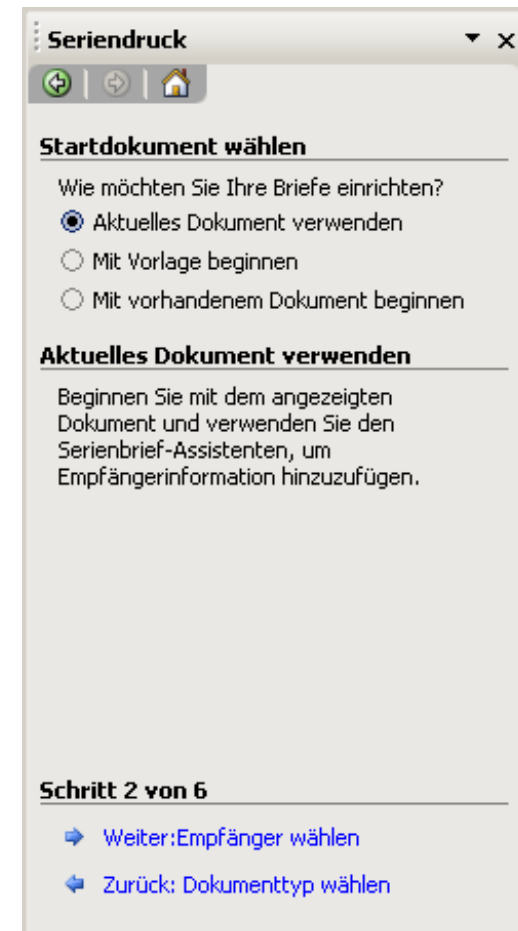 Seriendruck
Startdokument wählen
Wie möchten Sie Ihre Briefe einrichten?
Aktuelles Dokument verwenden
Mit Vorlage beginnen
Mit vorhandenem Dokument beginnen
Aktuelles Dokument verwenden
Beginnen Sie mit dem angezeigten
Dokument und verwenden Sie den
Serienbrief-Assistenten, um
Empfängerinformation hinzuzufügen.
Schritt 2 von 6
Weiter:Empfänger wählen
Zurück: Dokumenttyp wählen